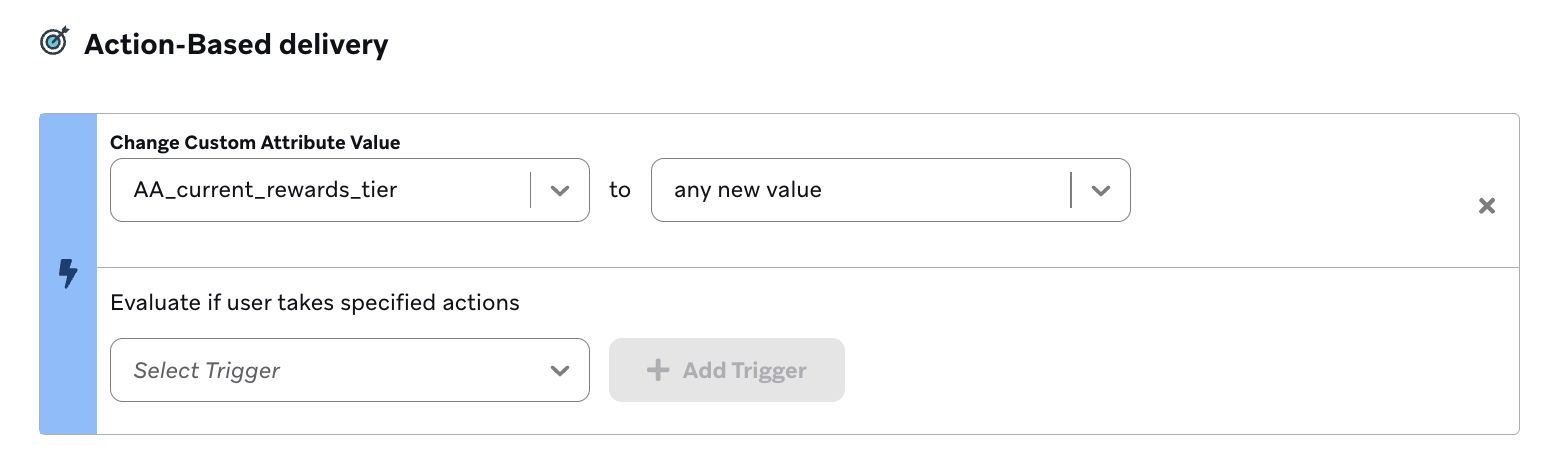 Action-Based delivery
Change Custom Attribute Value
AA_current_rewards_tier to any new value
Evaluate if user takes specified actions
Select Trigger Add Trigger